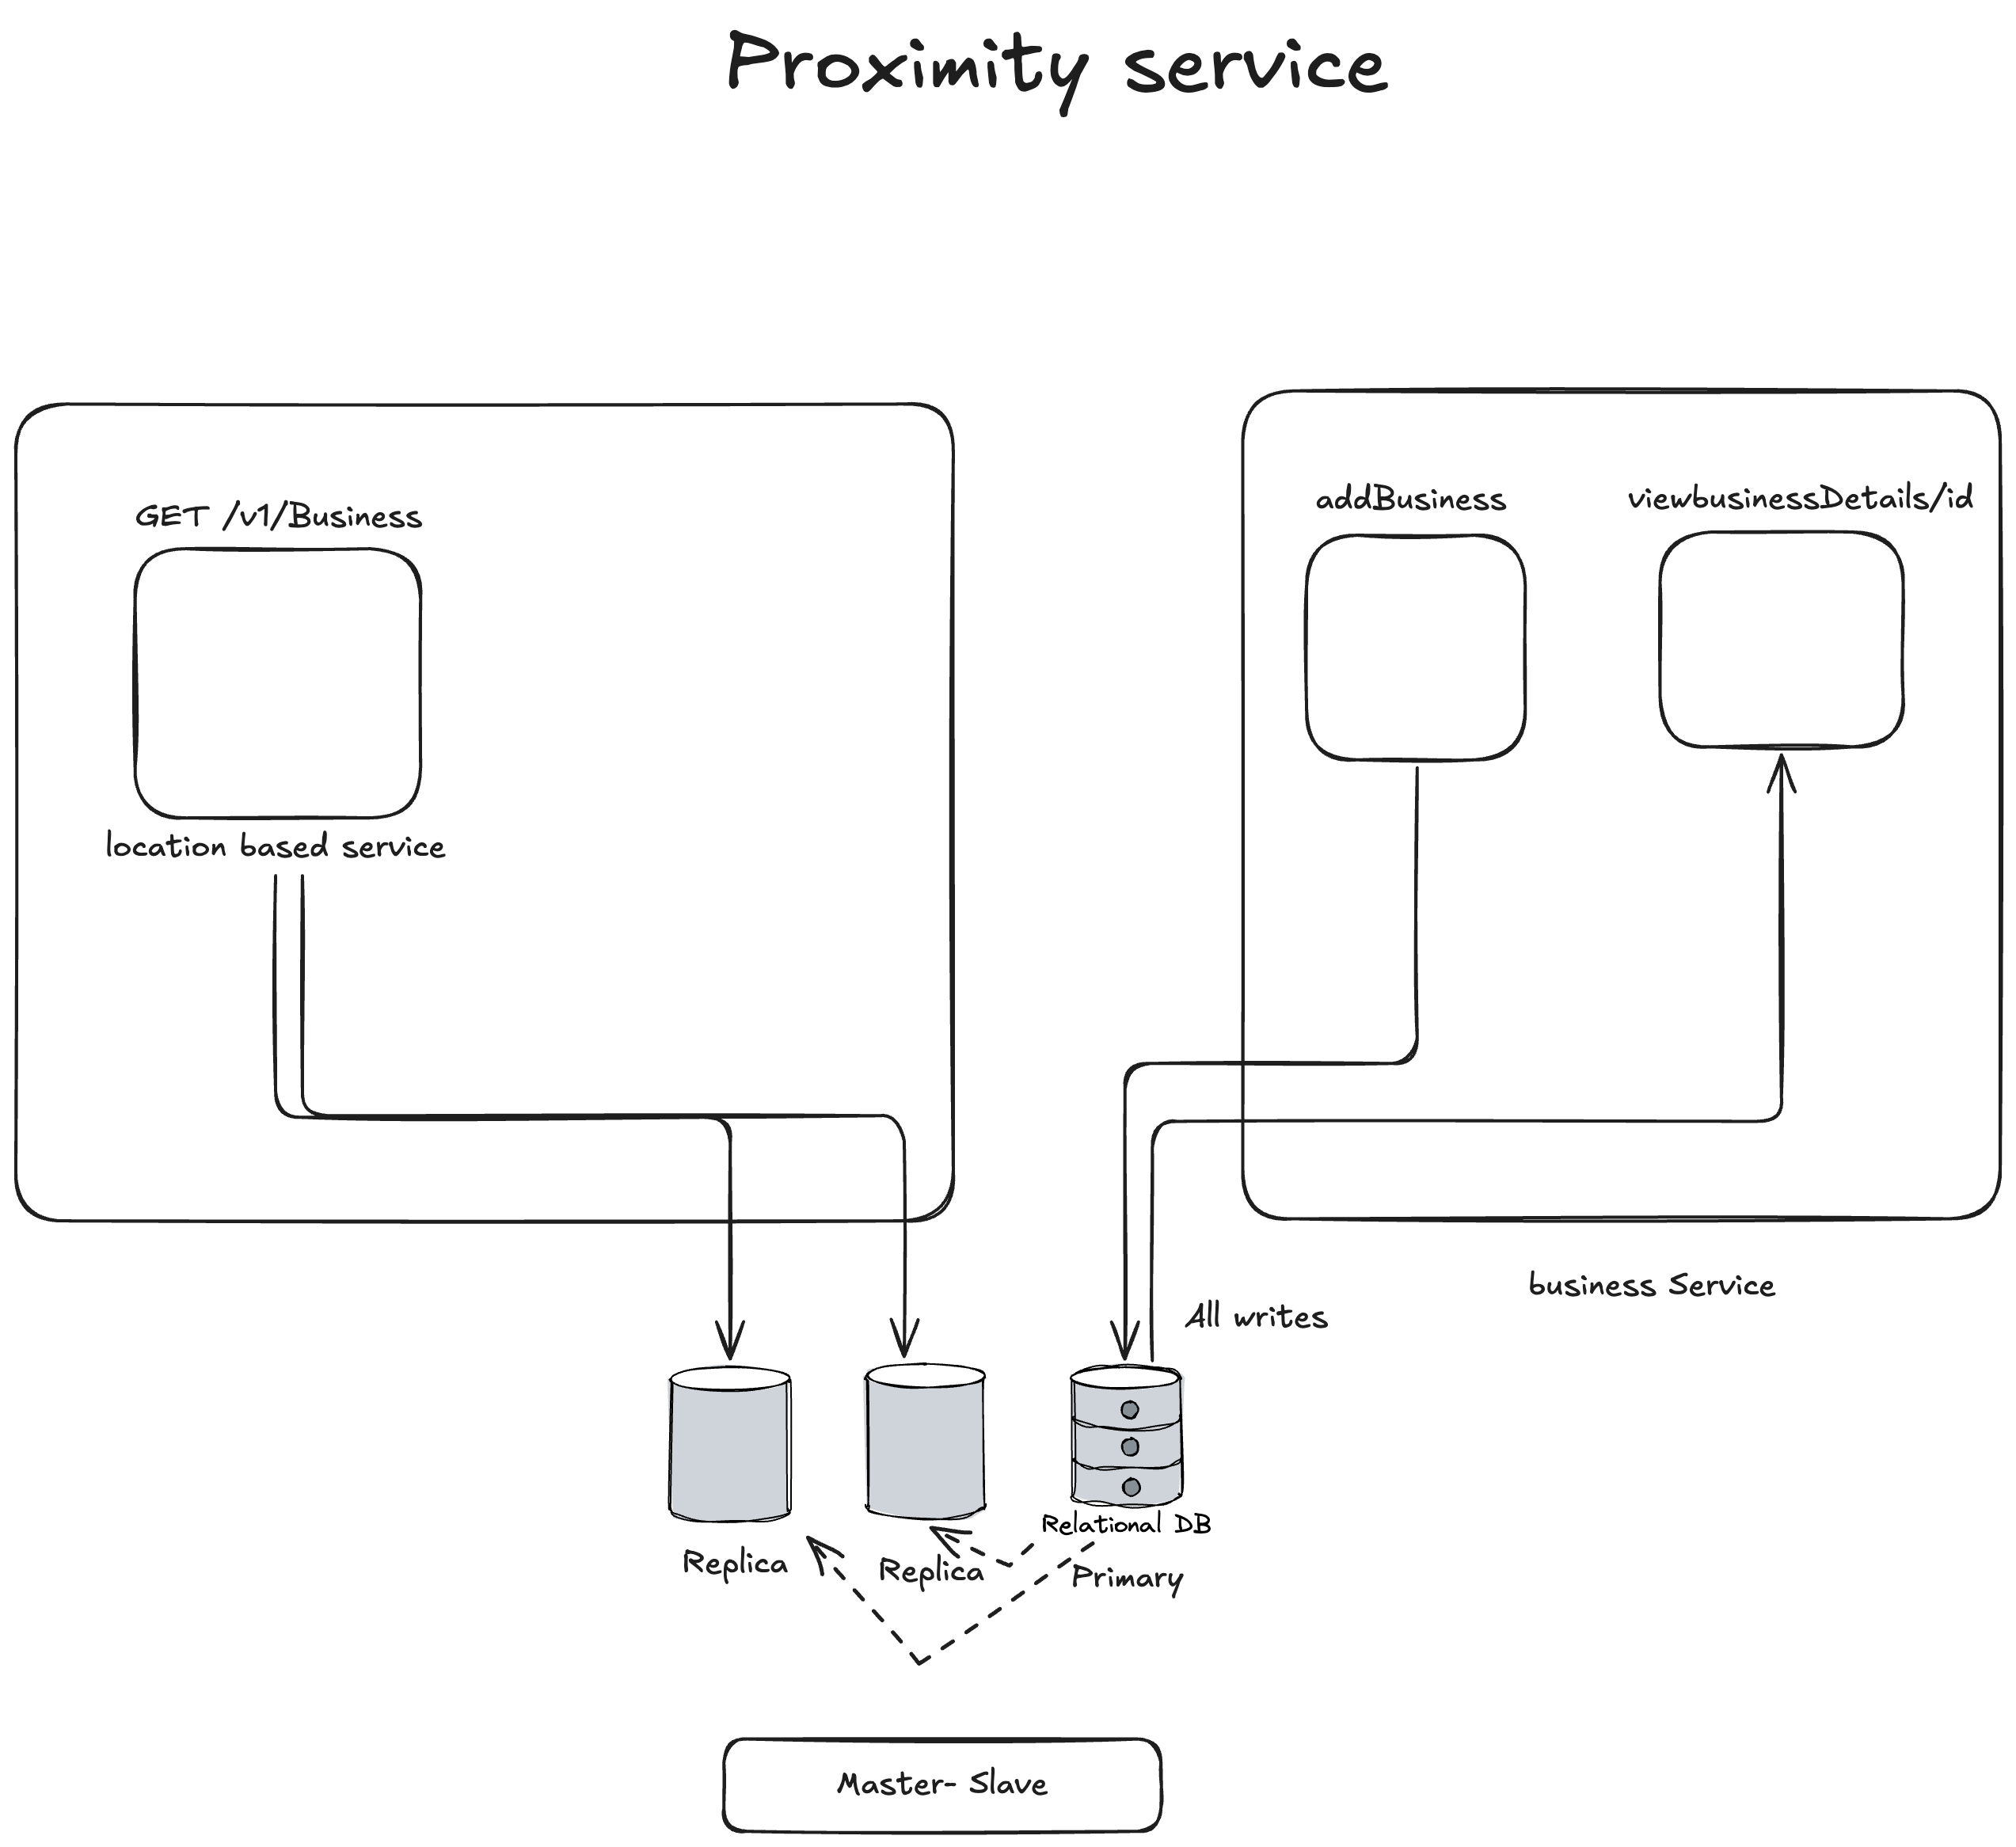 Proximity service
GET /v1/Business
location based service
addBusiness
viewbusinessDetails/id
business Service
All writes
Relational DB
Replica
Replica
Primary
Master- Slave